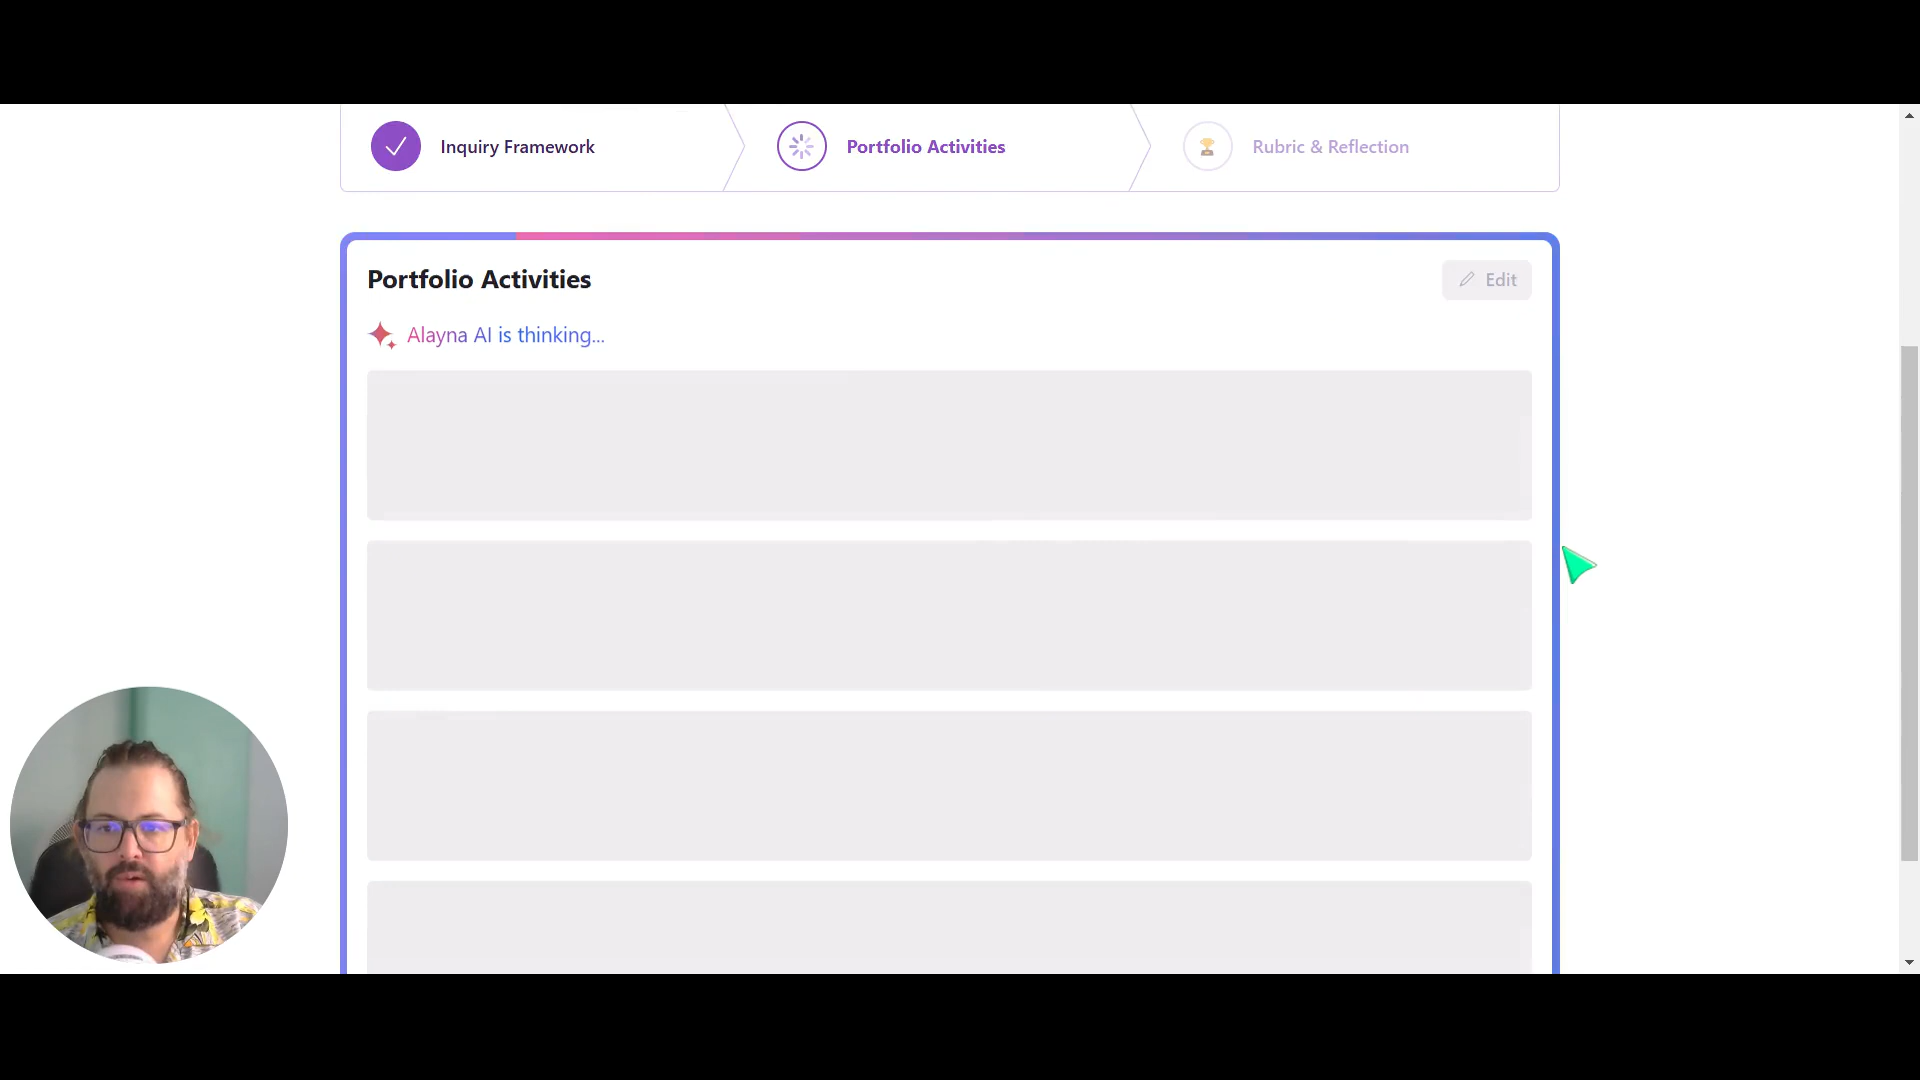 Inquiry Framework
Portfolio Activities
Rubric & Reflection
Portfolio Activities
Edit
Alayna AI is thinking...